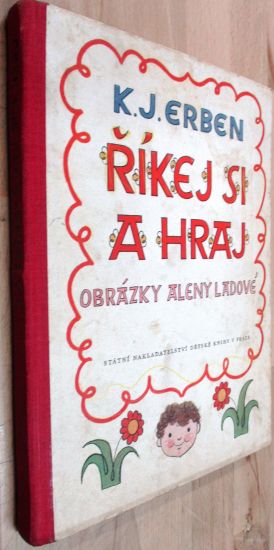 K.J. ERBEN
ŘÍKEJ SI
A HRAJ
OBRÁZKY ALENY LADOVÉ
STÁTNÍ NAKLADATELSTVÍ DĚTSKÉ KNIHY V PRAZE